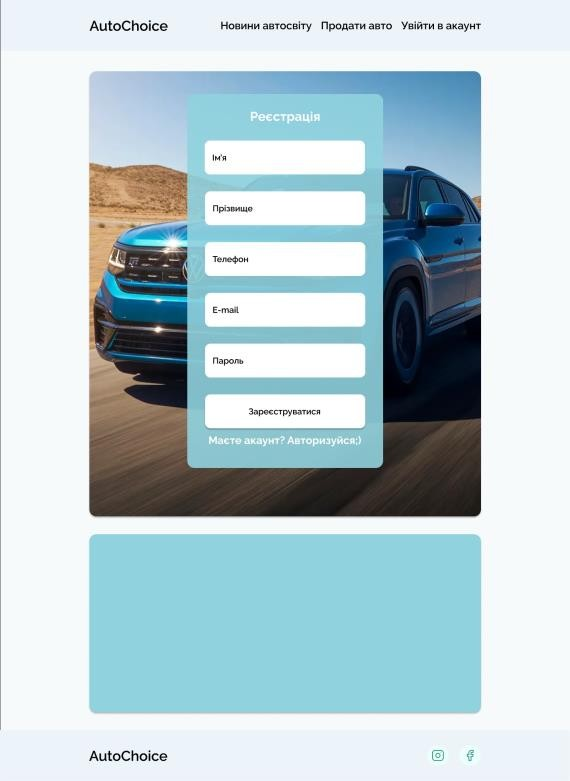 AutoChoice
Новини автосвіту Продати авто Увійти в акаунт
Реєстрація
Ім'я
Прізвище
Телефон
E-mail
Пароль
Зареєструватися
Маєте акаунт? Авторизуйся;)
AutoChoice